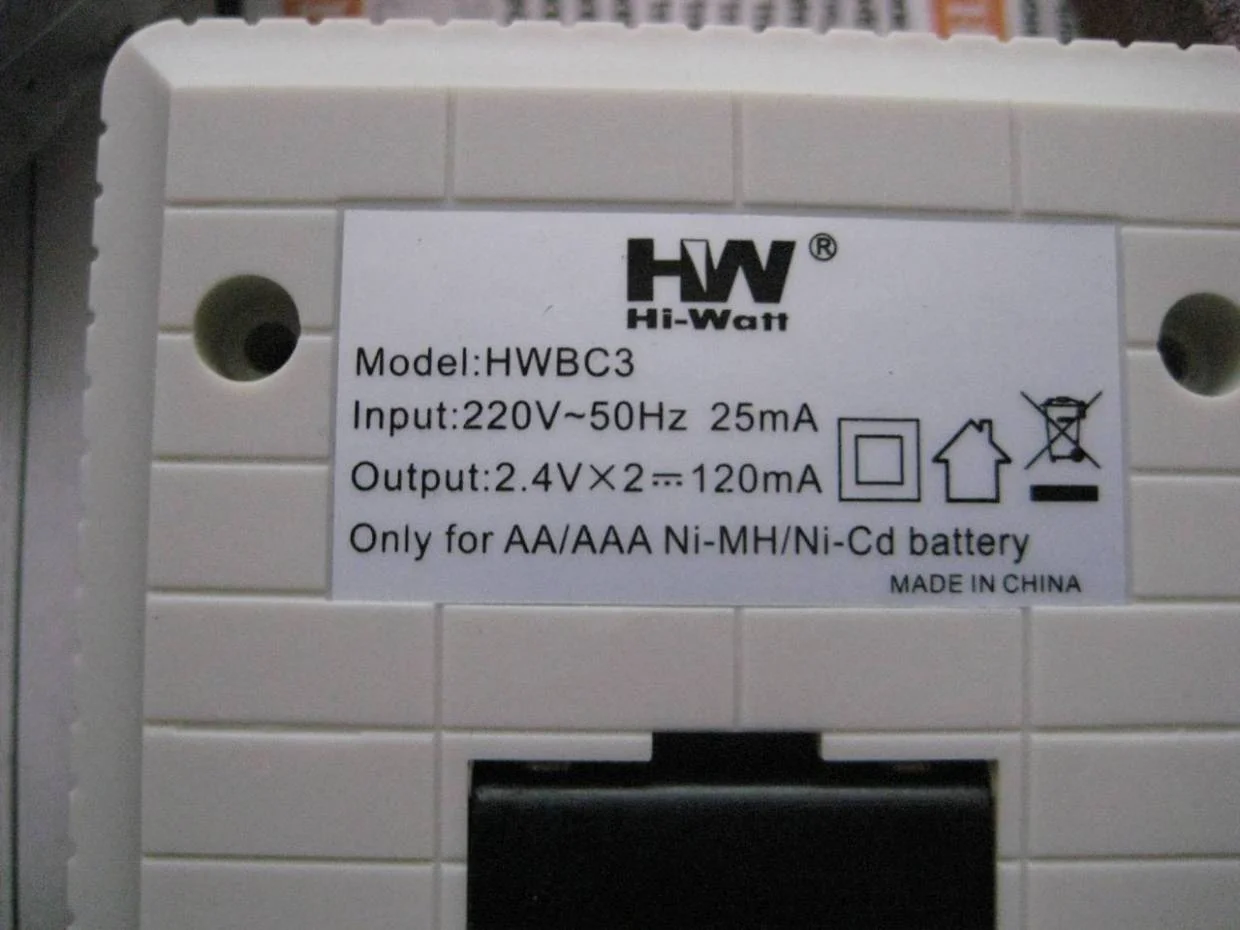 HW®
Hi-Watt
Model:HWBC3
Input:220V~50Hz 25mA
Output:2.4V×2⎓120mA
Only for AA/AAA Ni-MH/Ni-Cd battery
MADE IN CHINA